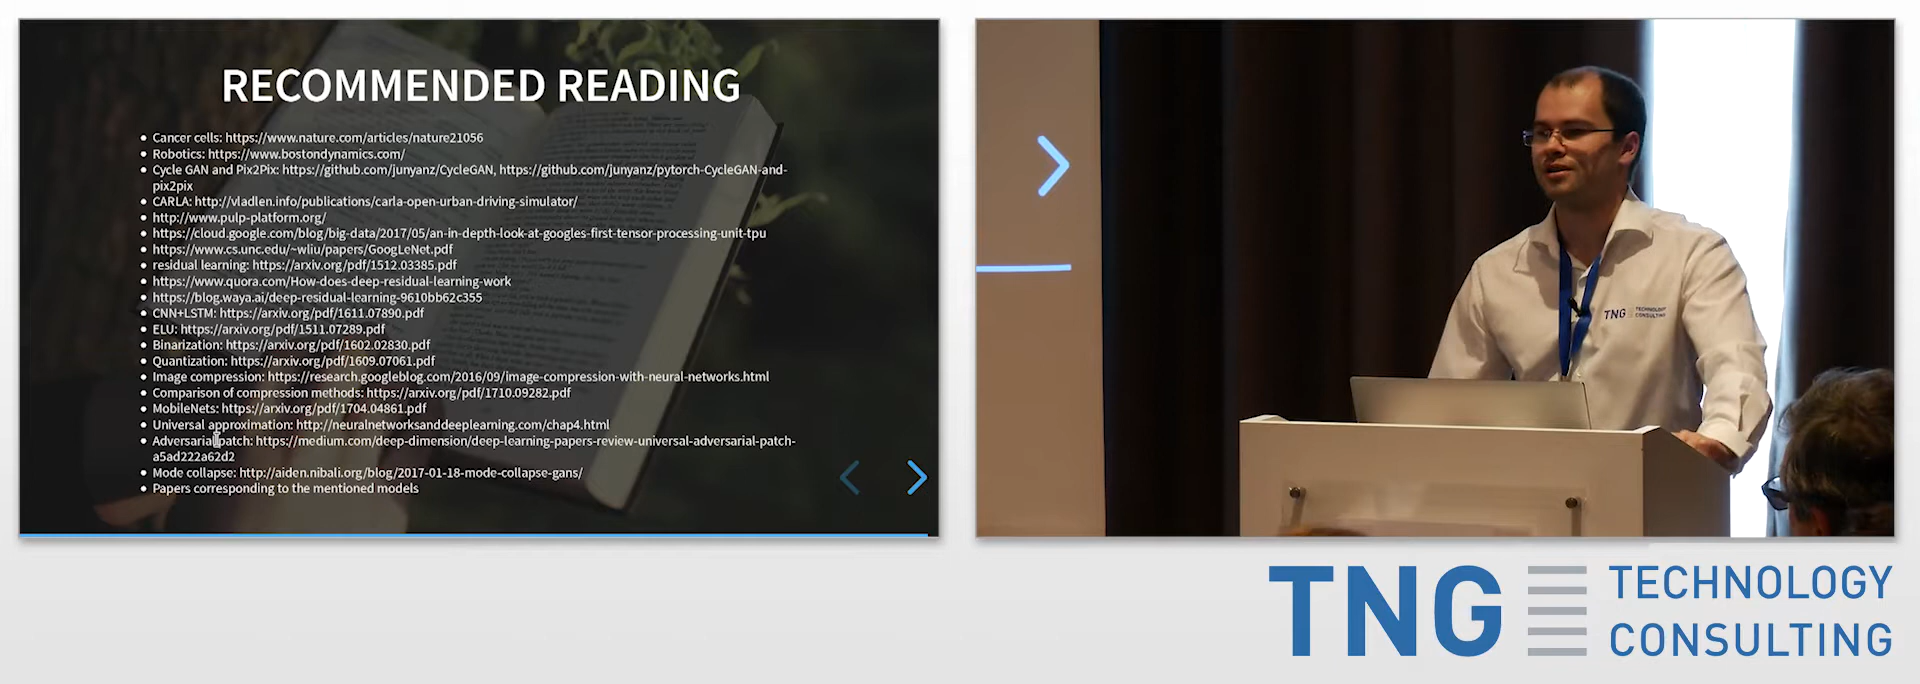 RECOMMENDED READING
• Cancer cells: https://www.nature.com/articles/nature21056
• Robotics: https://www.bostondynamics.com/
• Cycle GAN and Pix2Pix: https://github.com/junyanz/CycleGAN, https://github.com/junyanz/pytorch-CycleGAN-and-
pix2pix
• CARLA: http://vladlen.info/publications/carla-open-urban-driving-simulator/
• http://www.pulp-platform.org/
• https://cloud.google.com/blog/big-data/2017/05/an-in-depth-look-at-googles-first-tensor-processing-unit-tpu
• https://www.cs.unc.edu/~wliu/papers/GoogLeNet.pdf
• residual learning: https://arxiv.org/pdf/1512.03385.pdf
• https://www.quora.com/How-does-deep-residual-learning-work
• https://blog.waya.ai/deep-residual-learning-9610bb62c355
• CNN+LSTM: https://arxiv.org/pdf/1611.07890.pdf
• ELU: https://arxiv.org/pdf/1511.07289.pdf
• Binarization: https://arxiv.org/pdf/1602.02830.pdf
• Quantization: https://arxiv.org/pdf/1609.07061.pdf
• Image compression: https://research.googleblog.com/2016/09/image-compression-with-neural-networks.html
• Comparison of compression methods: https://arxiv.org/pdf/1710.09282.pdf
• MobileNets: https://arxiv.org/pdf/1704.04861.pdf
• Universal approximation: http://neuralnetworksanddeeplearning.com/chap4.html
• Adversarial patch: https://medium.com/deep-dimension/deep-learning-papers-review-universal-adversarial-patch-
a5ad222a62d2
• Mode collapse: http://aiden.nibali.org/blog/2017-01-18-mode-collapse-gans/
• Papers corresponding to the mentioned models
TNG TECHNOLOGY
CONSULTING
TNG TECHNOLOGY
CONSULTING